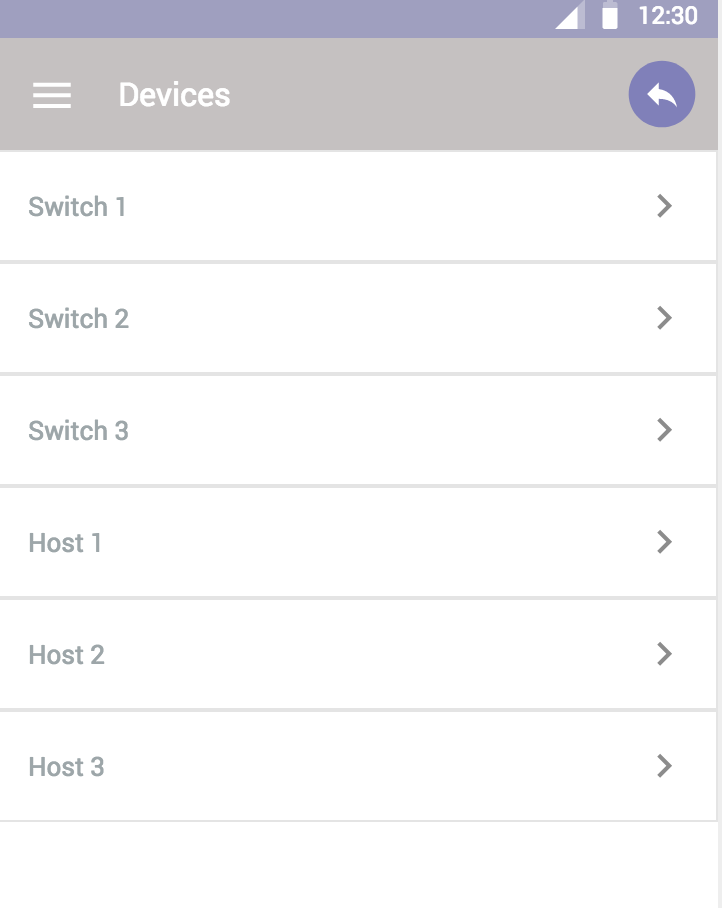 12:30
Devices
Switch 1
Switch 2
Switch 3
Host 1
Host 2
Host 3